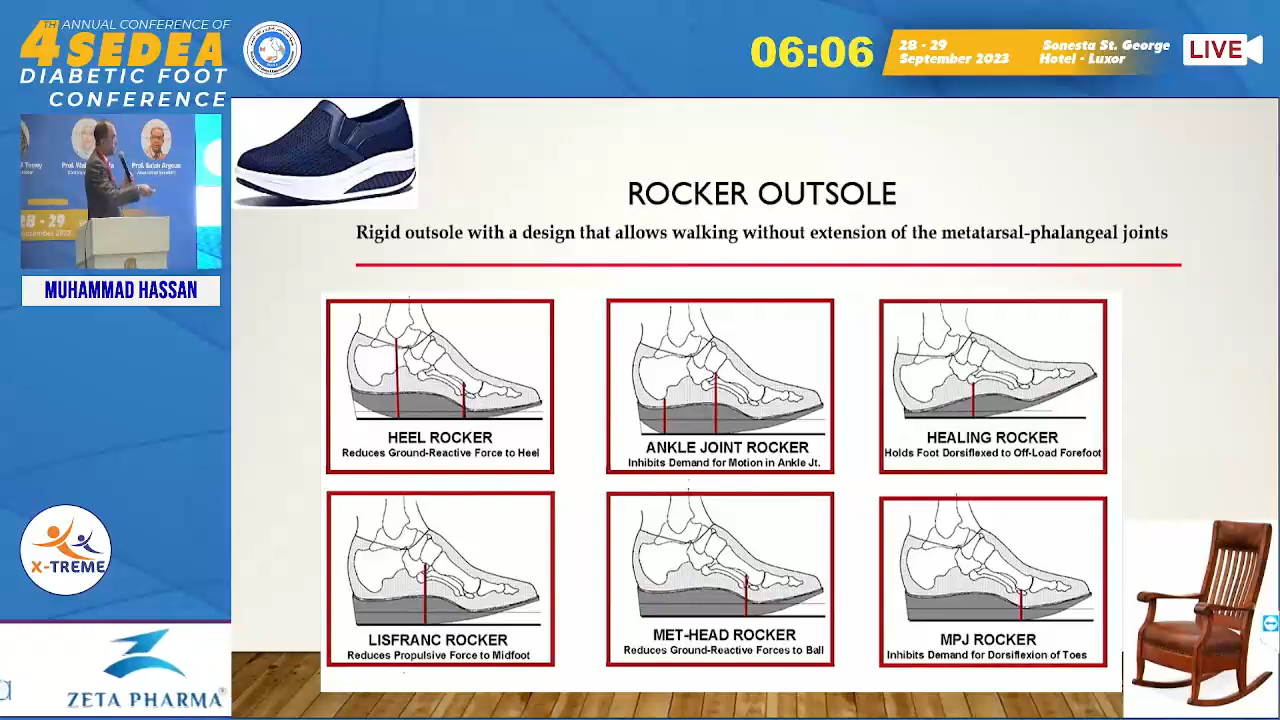 4TH ANNUAL CONFERENCE OF
SEDEA
DIABETIC FOOT
CONFERENCE
06:06
28 - 29
September 2023
Sonesta St. George
Hotel - Luxor
LIVE
28 - 29
MUHAMMAD HASSAN
X-TREME
ZETA PHARMA®
ROCKER OUTSOLE
Rigid outsole with a design that allows walking without extension of the metatarsal-phalangeal joints
HEEL ROCKER
Reduces Ground-Reactive Force to Heel
ANKLE JOINT ROCKER
Inhibits Demand for Motion in Ankle Jt.
HEALING ROCKER
Holds Foot Dorsiflexed to Off-Load Forefoot
LISFRANC ROCKER
Reduces Propulsive Force to Midfoot
MET-HEAD ROCKER
Reduces Ground-Reactive Forces to Ball
MPJ ROCKER
Inhibits Demand for Dorsiflexion of Toes